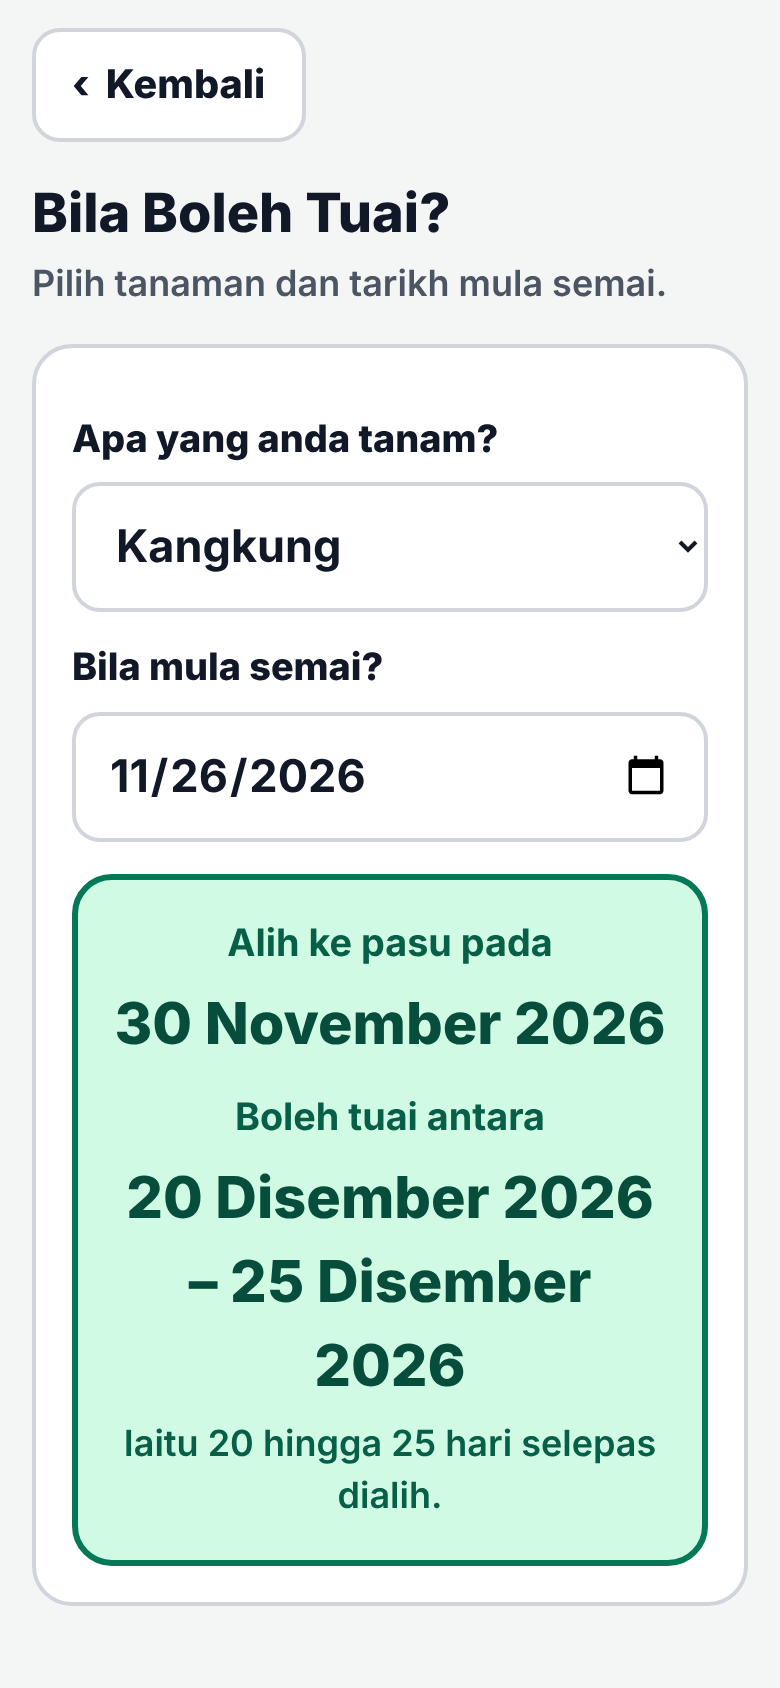 ‹ Kembali
Bila Boleh Tuai?
Pilih tanaman dan tarikh mula semai.
Apa yang anda tanam?
Kangkung
Bila mula semai?
11/26/2026
Alih ke pasu pada
30 November 2026
Boleh tuai antara
20 Disember 2026
– 25 Disember
2026
Iaitu 20 hingga 25 hari selepas
dialih.